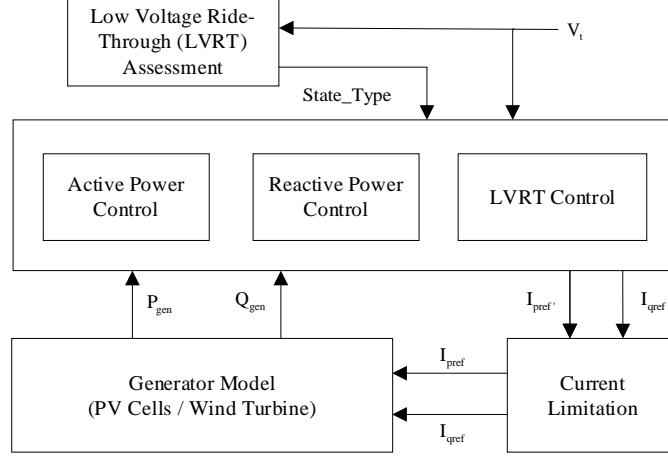 Low Voltage Ride-
Through (LVRT)
Assessment
V_t
State_Type
Active Power
Control
Reactive Power
Control
LVRT Control
P_gen
Q_gen
I_pref'
I_qref'
Generator Model
(PV Cells / Wind Turbine)
I_pref
I_qref
Current
Limitation